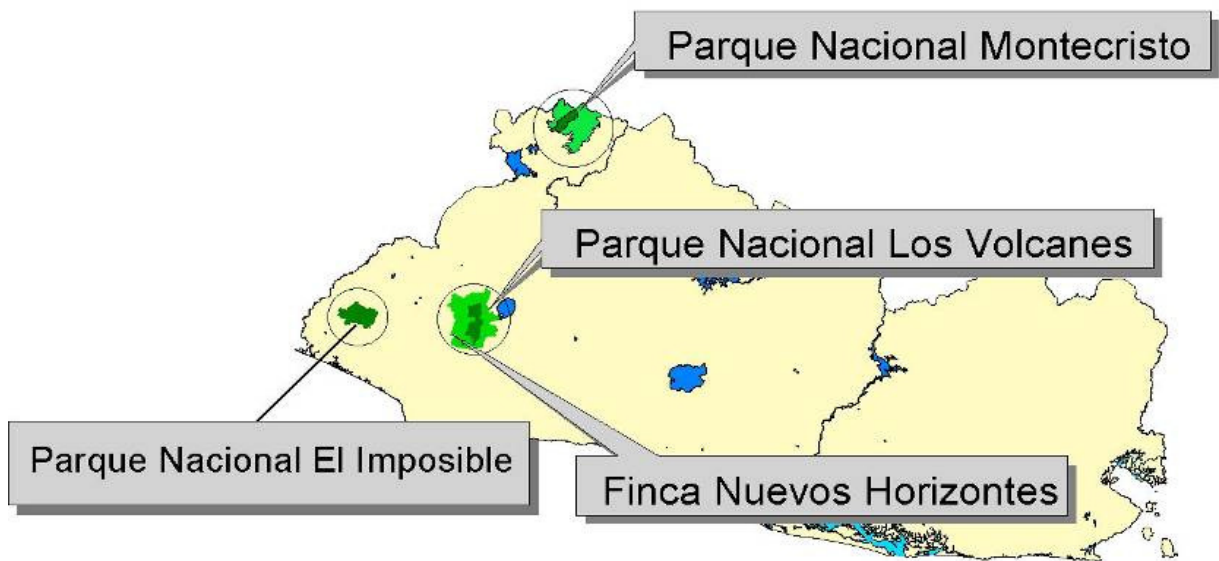 Parque Nacional Montecristo
Parque Nacional Los Volcanes
Parque Nacional El Imposible
Finca Nuevos Horizontes